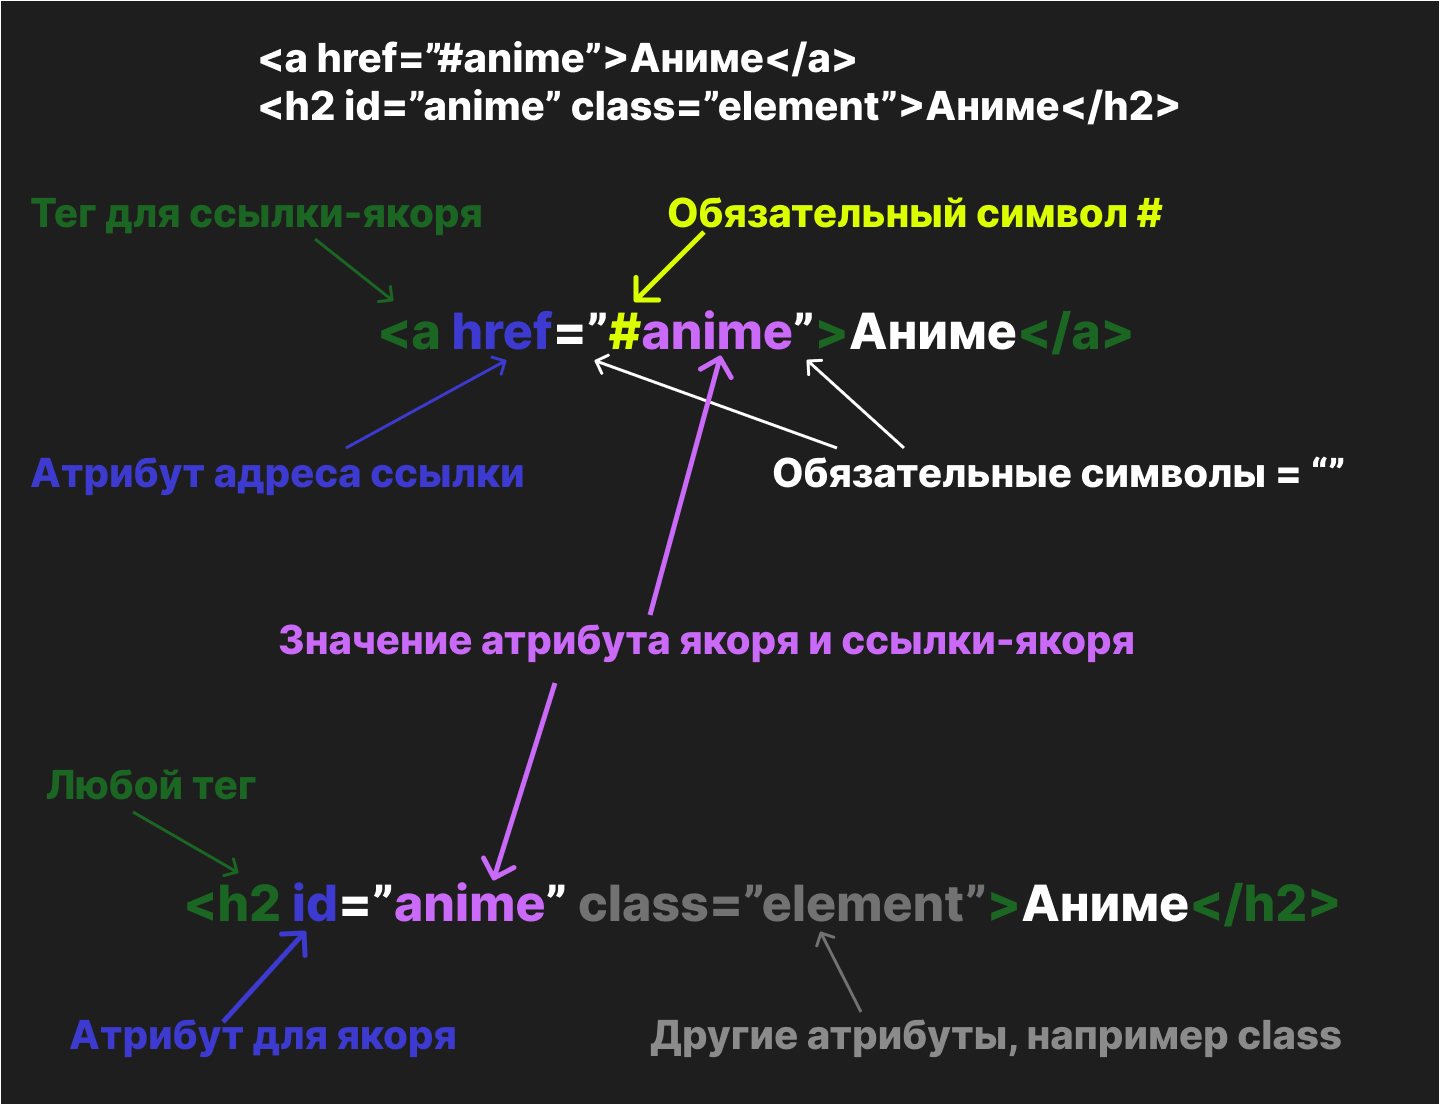 <a href=”#anime”>Аниме</a>
<h2 id=”anime” class=”element”>Аниме</h2>
Тег для ссылки-якоря
Обязательный символ #
<a href=”#anime”>Аниме</a>
Атрибут адреса ссылки
Обязательные символы = “”
Значение атрибута якоря и ссылки-якоря
Любой тег
<h2 id=”anime” class=”element”>Аниме</h2>
Атрибут для якоря
Другие атрибуты, например class